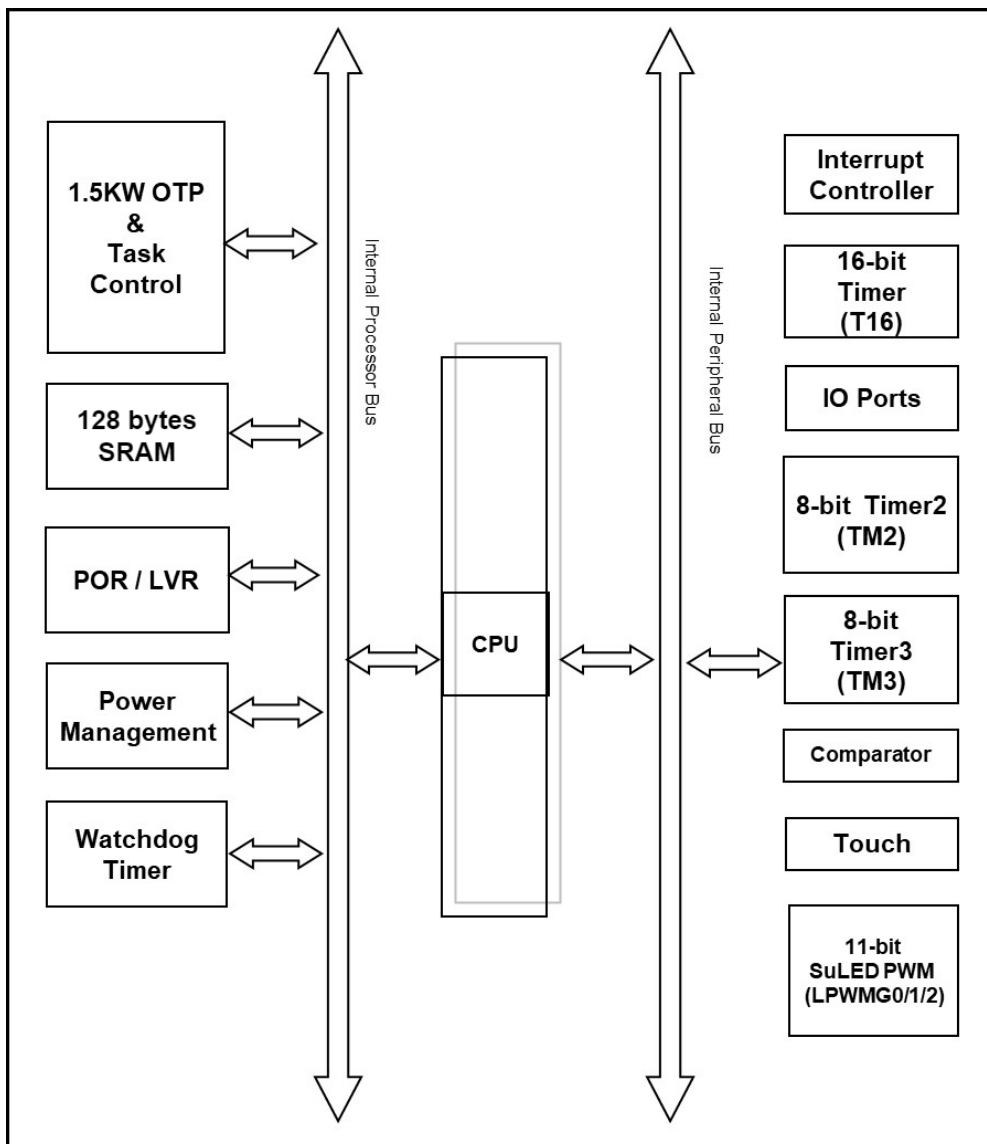 1.5KW OTP
&
Task
Control
128 bytes
SRAM
POR / LVR
Power
Management
Watchdog
Timer
Internal Processor Bus
CPU
Internal Peripheral Bus
Interrupt
Controller
16-bit
Timer
(T16)
IO Ports
8-bit Timer2
(TM2)
8-bit
Timer3
(TM3)
Comparator
Touch
11-bit
SuLED PWM
(LPWMG0/1/2)